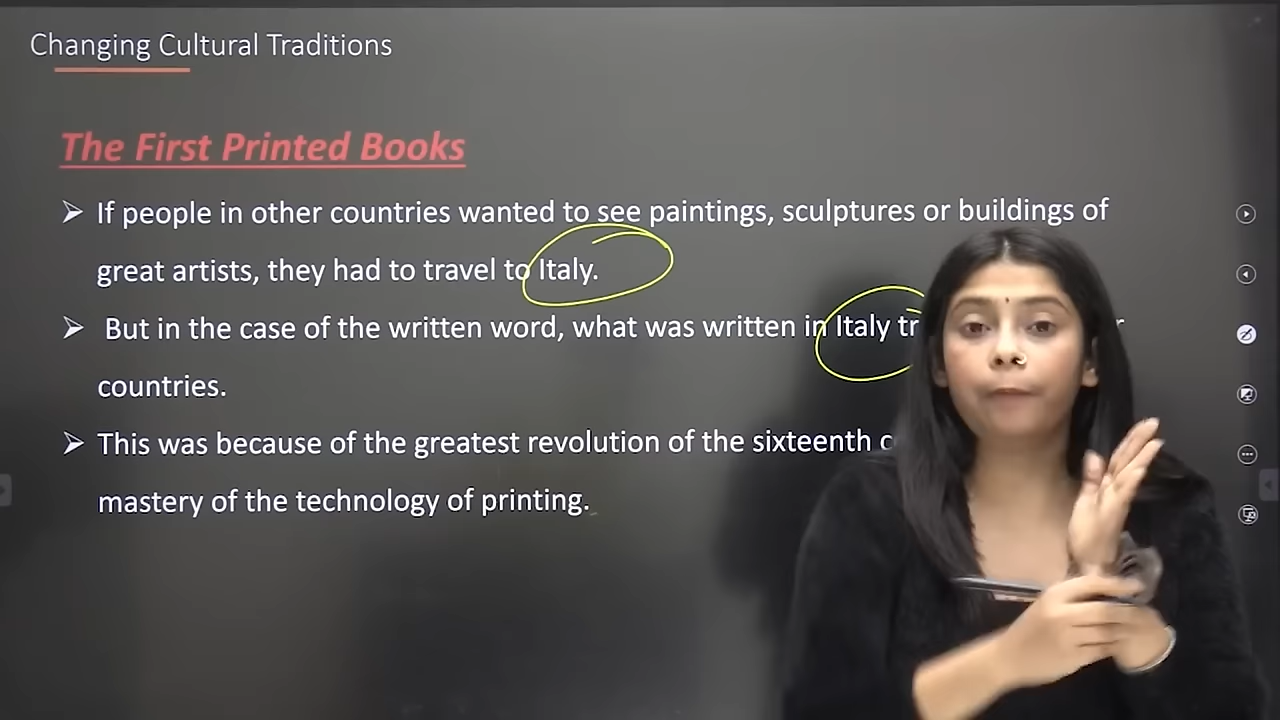 Changing Cultural Traditions
The First Printed Books
➢ If people in other countries wanted to see paintings, sculptures or buildings of
great artists, they had to travel to Italy.
➢ But in the case of the written word, what was written in Italy
countries.
➢ This was because of the greatest revolution of the sixteenth
mastery of the technology of printing.